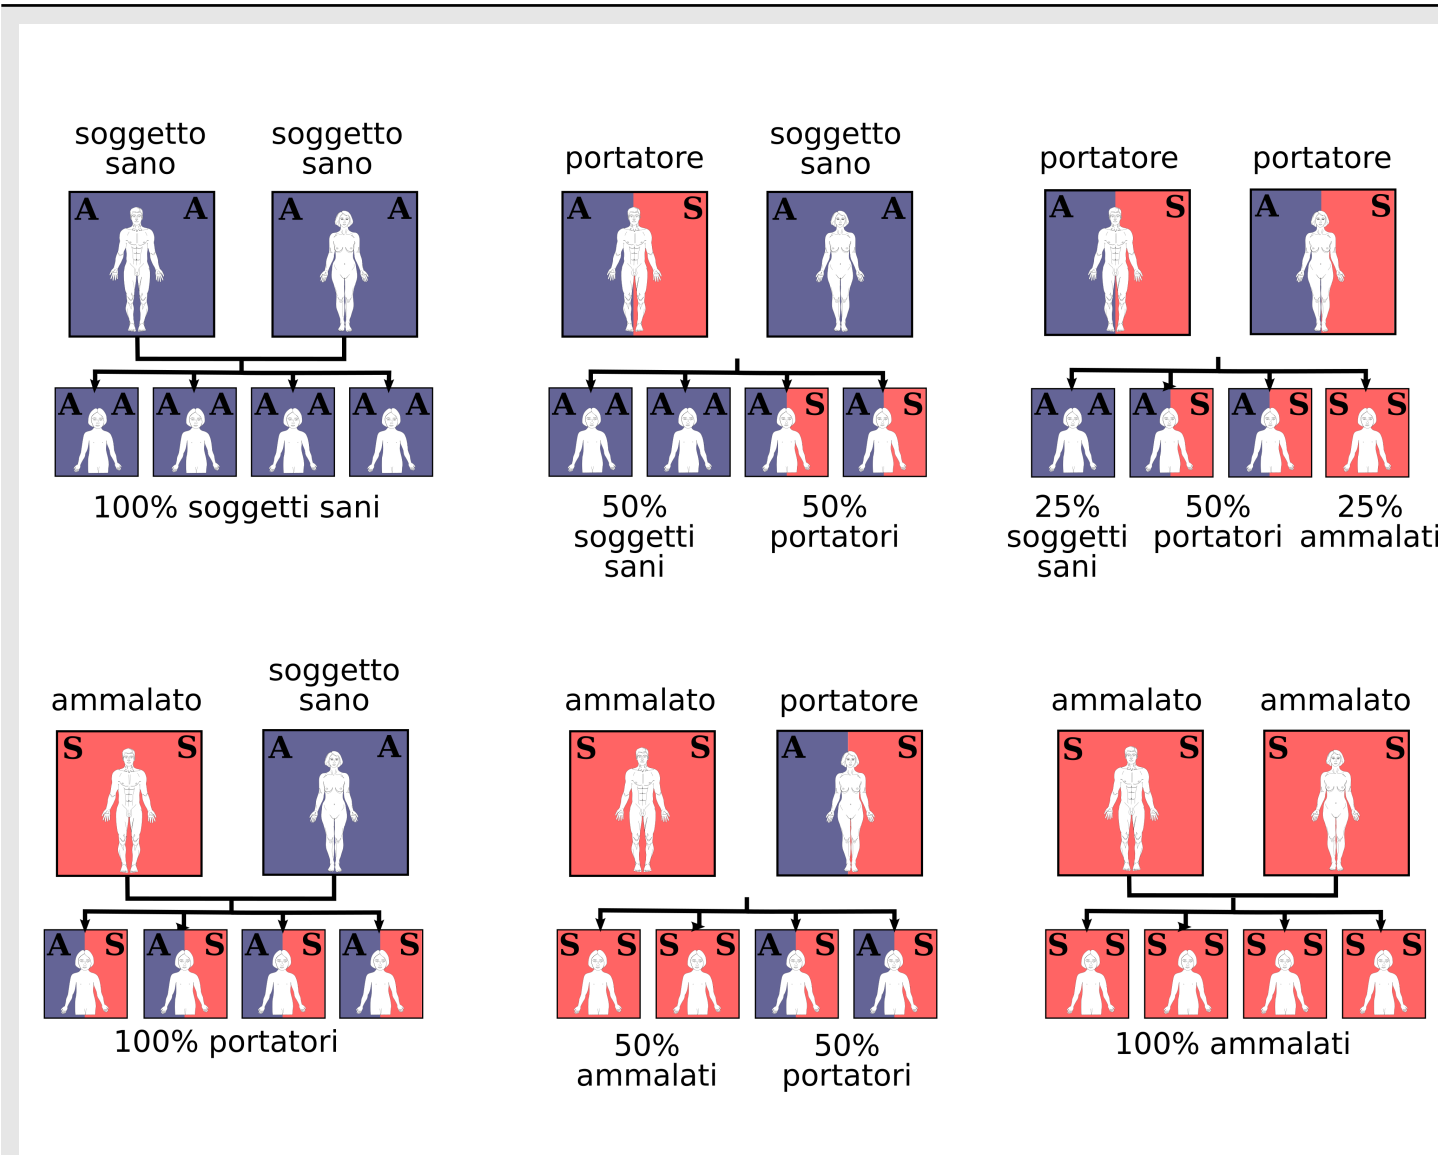 soggetto
sano
soggetto
sano
A A
A A
A A
A A
A A
A A
100% soggetti sani
portatore
soggetto
sano
A S
A A
A A
A A
A S
A S
50%
soggetti
sani
50%
portatori
portatore
portatore
A S
A S
A A
A S
A S
S S
25%
soggetti
sani
50%
portatori
25%
ammalati
ammalato
soggetto
sano
S S
A A
A S
A S
A S
A S
100% portatori
ammalato
portatore
S S
A S
S S
S S
A S
A S
50%
ammalati
50%
portatori
ammalato
ammalato
S S
S S
S S
S S
S S
S S
100% ammalati